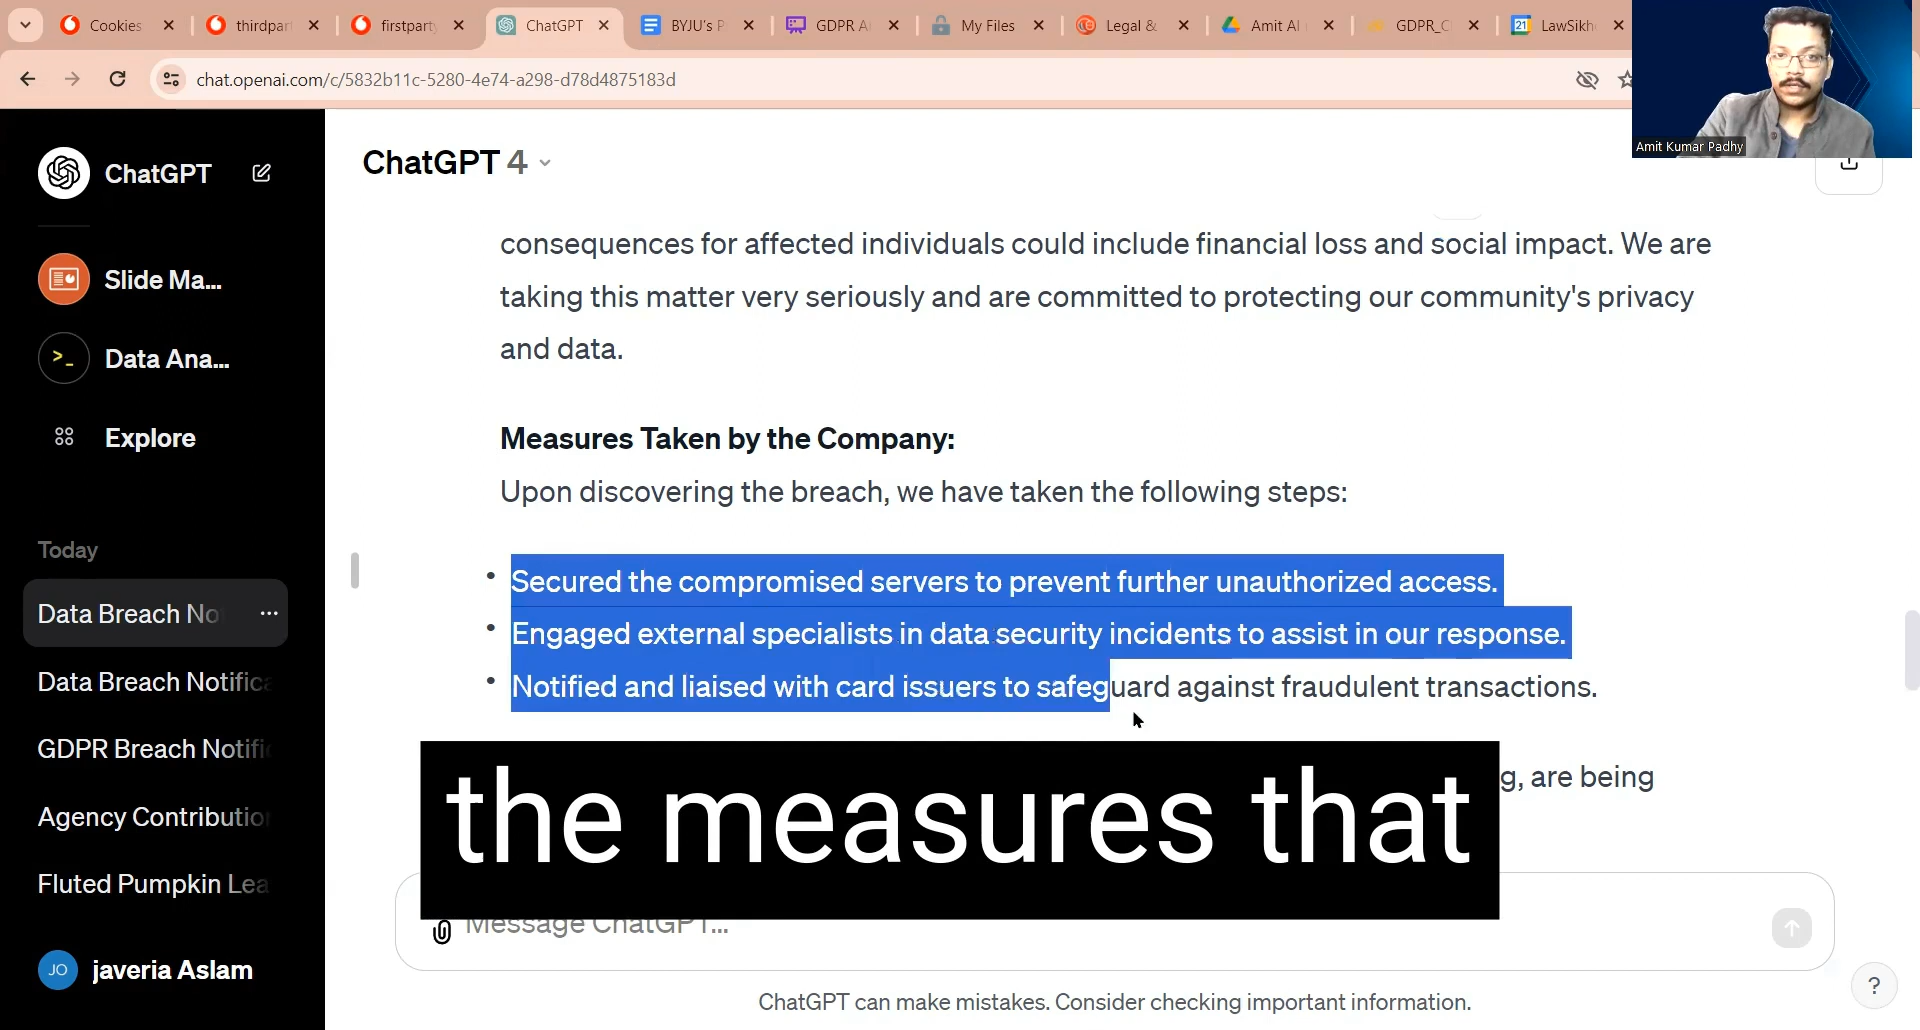 Cookies
thirdpar
firstparty
ChatGPT
BYJU's P
GDPR A
My Files
Legal &
Amit AI
GDPR_C
21
LawSikh
chat.openai.com/c/5832b11c-5280-4e74-a298-d78d4875183d
Amit Kumar Padhy
ChatGPT
Slide Ma...
Data Ana...
Explore
Today
Data Breach No
Data Breach Notifica
GDPR Breach Notific
Agency Contribution
Fluted Pumpkin Lea
JO
javeria Aslam
ChatGPT 4
consequences for affected individuals could include financial loss and social impact. We are
taking this matter very seriously and are committed to protecting our community's privacy
and data.
Measures Taken by the Company:
Upon discovering the breach, we have taken the following steps:
• Secured the compromised servers to prevent further unauthorized access.
• Engaged external specialists in data security incidents to assist in our response.
• Notified and liaised with card issuers to safeguard against fraudulent transactions.
g, are being
the measures that
Message ChatGPT...
ChatGPT can make mistakes. Consider checking important information.
?